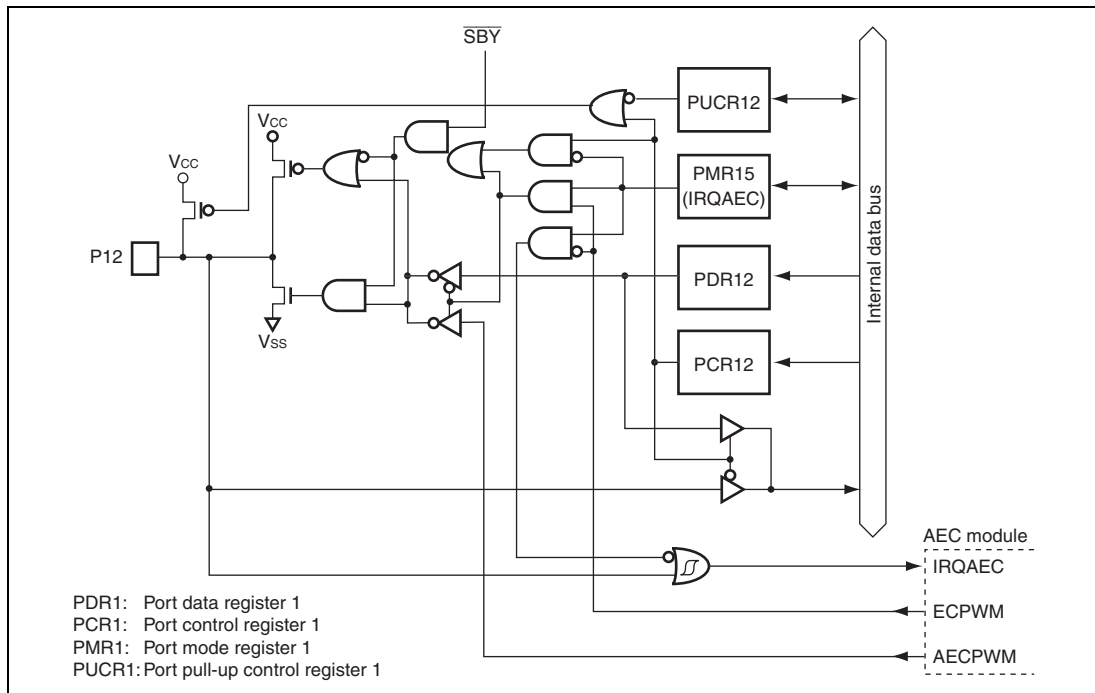 SBY
PUCR12
VCC
VCC
PMR15
(IRQAEC)
P12
PDR12
Internal data bus
VSS
PCR12
AEC module
IRQAEC
PDR1: Port data register 1
PCR1: Port control register 1
PMR1: Port mode register 1
PUCR1: Port pull-up control register 1
ECPWM
AECPWM